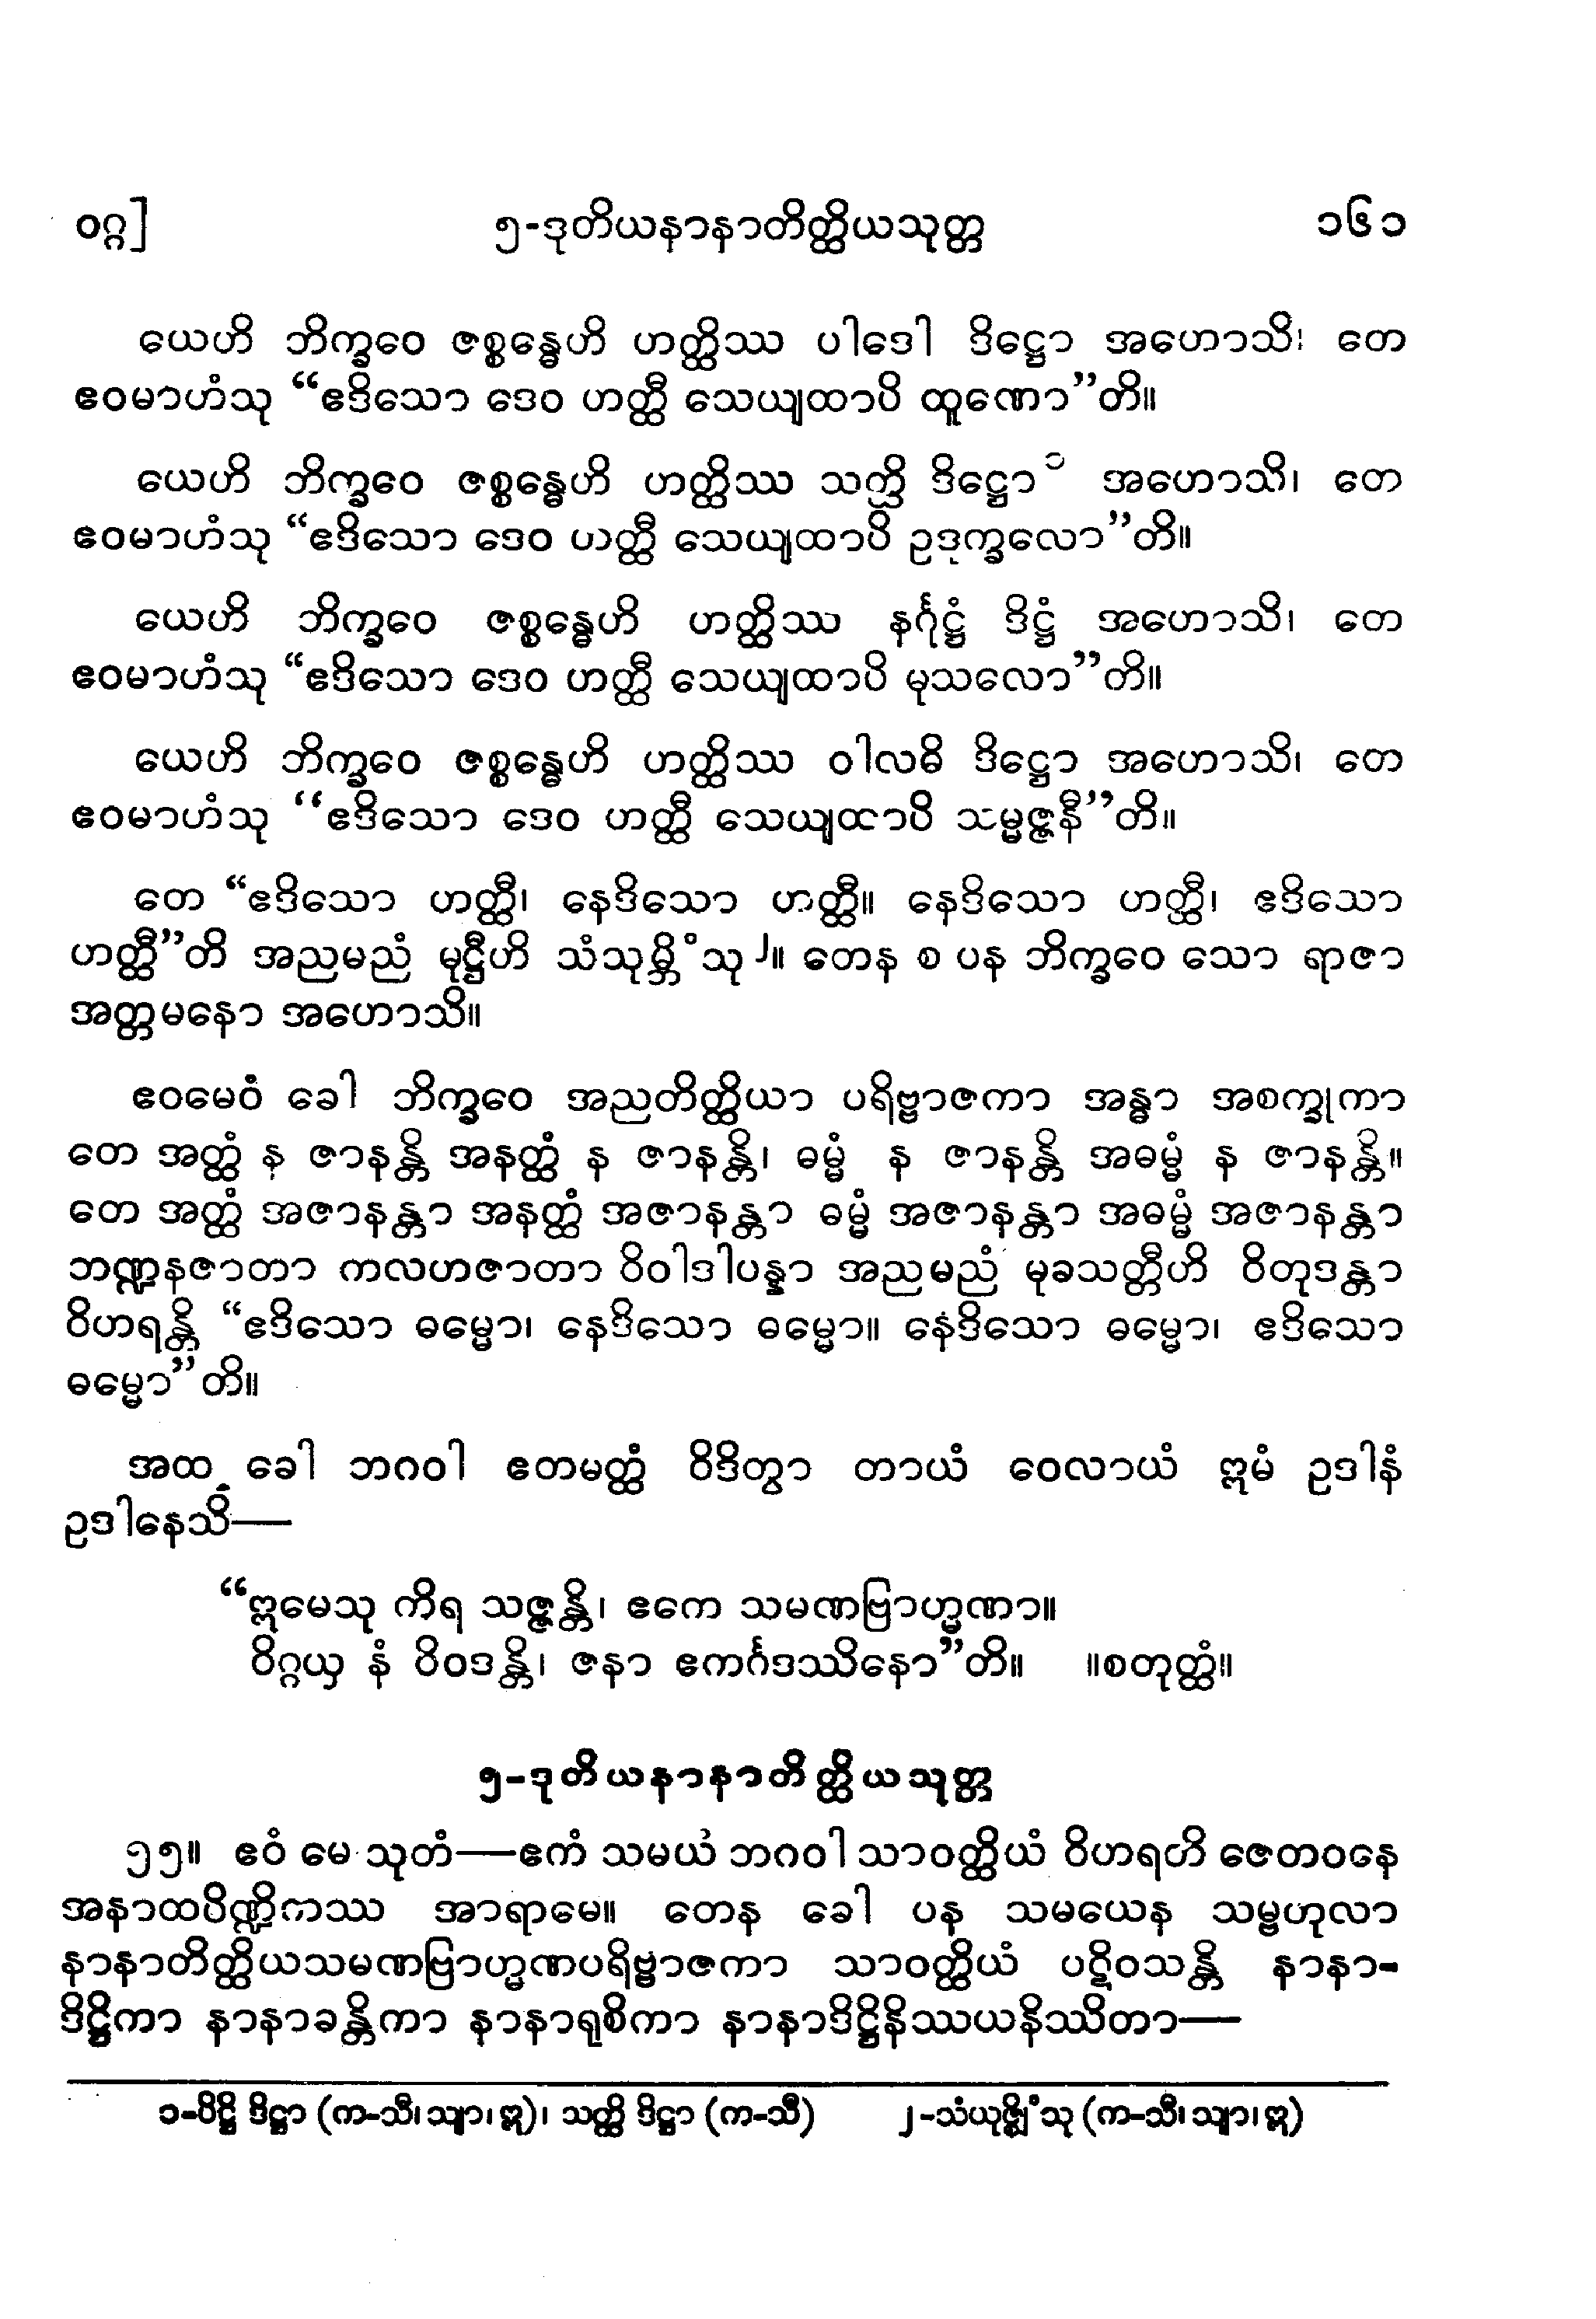 ဝဂ္ဂ] ၅-ဒုတိယနာနာတိတ္ထိယသုတ္တ ၁၆၁
ယေဟိ ဘိက္ခဝေ ဇစ္စန္ဓေဟိ ဟတ္ထိဿ ပါဒေါ ဒိဋ္ဌော အဟောသိ၊ တေ
ဧဝမာဟံသု “ဧဒိသော ဒေဝ ဟတ္ထီ သေယျထာပိ ထူဏော”တိ။
ယေဟိ ဘိက္ခဝေ ဇစ္စန္ဓေဟိ ဟတ္ထိဿ သတ္ထိ ဒိဋ္ဌော ၁ အဟောသိ၊ တေ
ဧဝမာဟံသု “ဧဒိသော ဒေဝ ဟတ္ထီ သေယျထာပိ ဥဒုက္ခလော”တိ။
ယေဟိ ဘိက္ခဝေ ဇစ္စန္ဓေဟိ ဟတ္ထိဿ နင်္ဂုဋ္ဌံ ဒိဋ္ဌံ အဟောသိ၊ တေ
ဧဝမာဟံသု “ဧဒိသော ဒေဝ ဟတ္ထီ သေယျထာပိ မုသလော”တိ။
ယေဟိ ဘိက္ခဝေ ဇစ္စန္ဓေဟိ ဟတ္ထိဿ ဝါလဓိ ဒိဋ္ဌော အဟောသိ၊ တေ
ဧဝမာဟံသု “ဧဒိသော ဒေဝ ဟတ္ထီ သေယျထာပိ သမ္မဇ္ဇနီ”တိ။
တေ “ဧဒိသော ဟတ္ထီ၊ နေဒိသော ဟတ္ထီ။ နေဒိသော ဟတ္ထီ၊ ဧဒိသော
ဟတ္ထီ”တိ အညမညံ မုဋ္ဌီဟိ သံသုမ္ဘိံသု ၂။ တေန စ ပန ဘိက္ခဝေ သော ရာဇာ
အတ္တမနော အဟောသိ။
ဧဝမေဝံ ခေါ ဘိက္ခဝေ အညတိတ္ထိယာ ပရိဗ္ဗာဇကာ အန္ဓာ အစက္ခုကာ
တေ အတ္ထံ န ဇာနန္တိ အနတ္ထံ န ဇာနန္တိ၊ ဓမ္မံ န ဇာနန္တိ အဓမ္မံ န ဇာနန္တိ။
တေ အတ္ထံ အဇာနန္တာ အနတ္ထံ အဇာနန္တာ ဓမ္မံ အဇာနန္တာ အဓမ္မံ အဇာနန္တာ
ဘဏ္ဍနဇာတာ ကလဟဇာတာ ဝိဝါဒါပန္နာ အညမညံ မုခသတ္တီဟိ ဝိတုဒန္တာ
ဝိဟရန္တိ “ဧဒိသော ဓမ္မော၊ နေဒိသော ဓမ္မော။ နေဒိသော ဓမ္မော၊ ဧဒိသော
ဓမ္မော”တိ။
အထ ခေါ ဘဂဝါ ဧတမတ္ထံ ဝိဒိတွာ တာယံ ဝေလာယံ ဣမံ ဥဒါနံ
ဥဒါနေသိ—
“ဣမေသု ကိရ သဇ္ဇန္တိ၊ ဧကေ သမဏဗြာဟ္မဏာ။
ဝိဂ္ဂယှ နံ ဝိဝဒန္တိ၊ ဇနာ ဧကင်္ဂဒဿိနော”တိ။ ။စတုတ္ထံ။
၅-ဒုတိယနာနာတိတ္ထိယသုတ္တ
၅၅။ ဧဝံ မေ သုတံ—ဧကံ သမယံ ဘဂဝါ သာဝတ္ထိယံ ဝိဟရတိ ဇေတဝနေ
အနာထပိဏ္ဍိကဿ အာရာမေ။ တေန ခေါ ပန သမယေန သမ္ဗဟုလာ
နာနာတိတ္ထိယသမဏဗြာဟ္မဏပရိဗ္ဗာဇကာ သာဝတ္ထိယံ ပဋိဝသန္တိ နာနာ-
ဒိဋ္ဌိကာ နာနာခန္တိကာ နာနာရုစိကာ နာနာဒိဋ္ဌိနိဿယနိဿိတာ—
၁-ပိဋ္ဌိ ဒိဋ္ဌာ (က-သီ၊ သျာ၊ ဣ)၊ သတ္ထိ ဒိဋ္ဌာ (က-သီ) ၂-သံယုဇ္ဈိံသု (က-သီ၊ သျာ၊ ဣ)